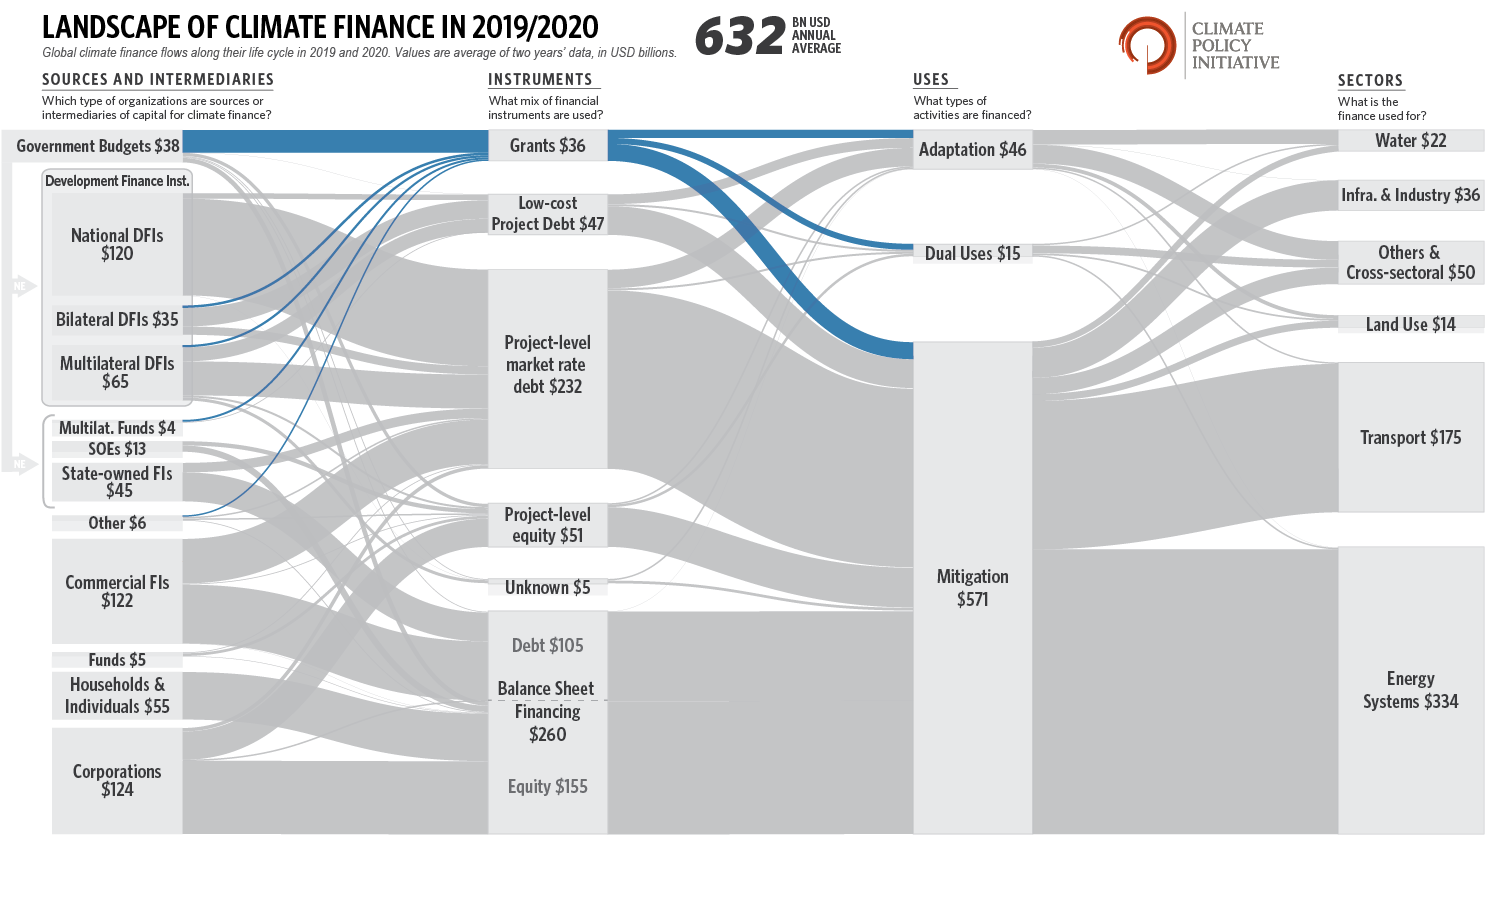 LANDSCAPE OF CLIMATE FINANCE IN 2019/2020
Global climate finance flows along their life cycle in 2019 and 2020. Values are average of two years’ data, in USD billions.
632
BN USD
ANNUAL
AVERAGE
CLIMATE
POLICY
INITIATIVE
SOURCES AND INTERMEDIARIES
Which type of organizations are sources or
intermediaries of capital for climate finance?
INSTRUMENTS
What mix of financial
instruments are used?
USES
What types of
activities are financed?
SECTORS
What is the
finance used for?
Government Budgets $38
Development Finance Inst.
National DFIs
$120
NE
Bilateral DFIs $35
Multilateral DFIs
$65
Multilat. Funds $4
SOEs $13
NE
State-owned FIs
$45
Other $6
Commercial FIs
$122
Funds $5
Households &
Individuals $55
Corporations
$124
Grants $36
Low-cost
Project Debt $47
Project-level
market rate
debt $232
Project-level
equity $51
Unknown $5
Debt $105
Balance Sheet
Financing
$260
Equity $155
Adaptation $46
Dual Uses $15
Mitigation
$571
Water $22
Infra. & Industry $36
Others &
Cross-sectoral $50
Land Use $14
Transport $175
Energy
Systems $334